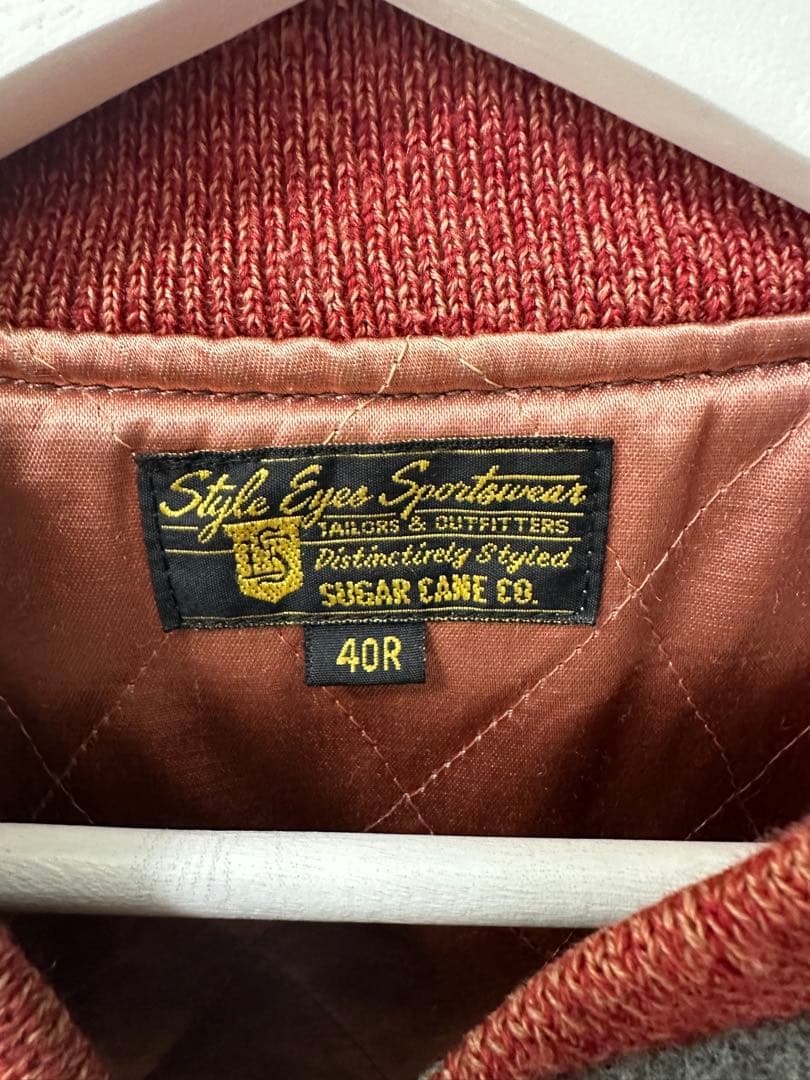 Style Eyes Sportswear
TAILORS & OUTFITTERS
Distinctively Styled
SUGAR CANE CO.
40R